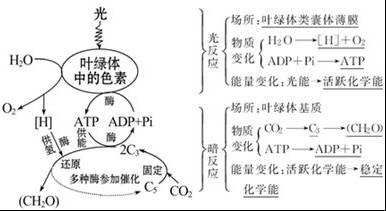 光
H₂O
叶绿体
中的色素
O₂
[H]
酶
ATP
ADP+Pi
供氢
酶
供能
酶
还原
2C₃
固定
多种酶参加催化
C₅
CO₂
(CH₂O)
光反应
场所:叶绿体类囊体薄膜
物质变化
H₂O→[H]+O₂
ADP+Pi→ATP
能量变化:光能→活跃化学能
暗反应
场所:叶绿体基质
物质变化
CO₂→C₃→(CH₂O)
ATP→ADP+Pi
能量变化:活跃化学能→稳定
化学能